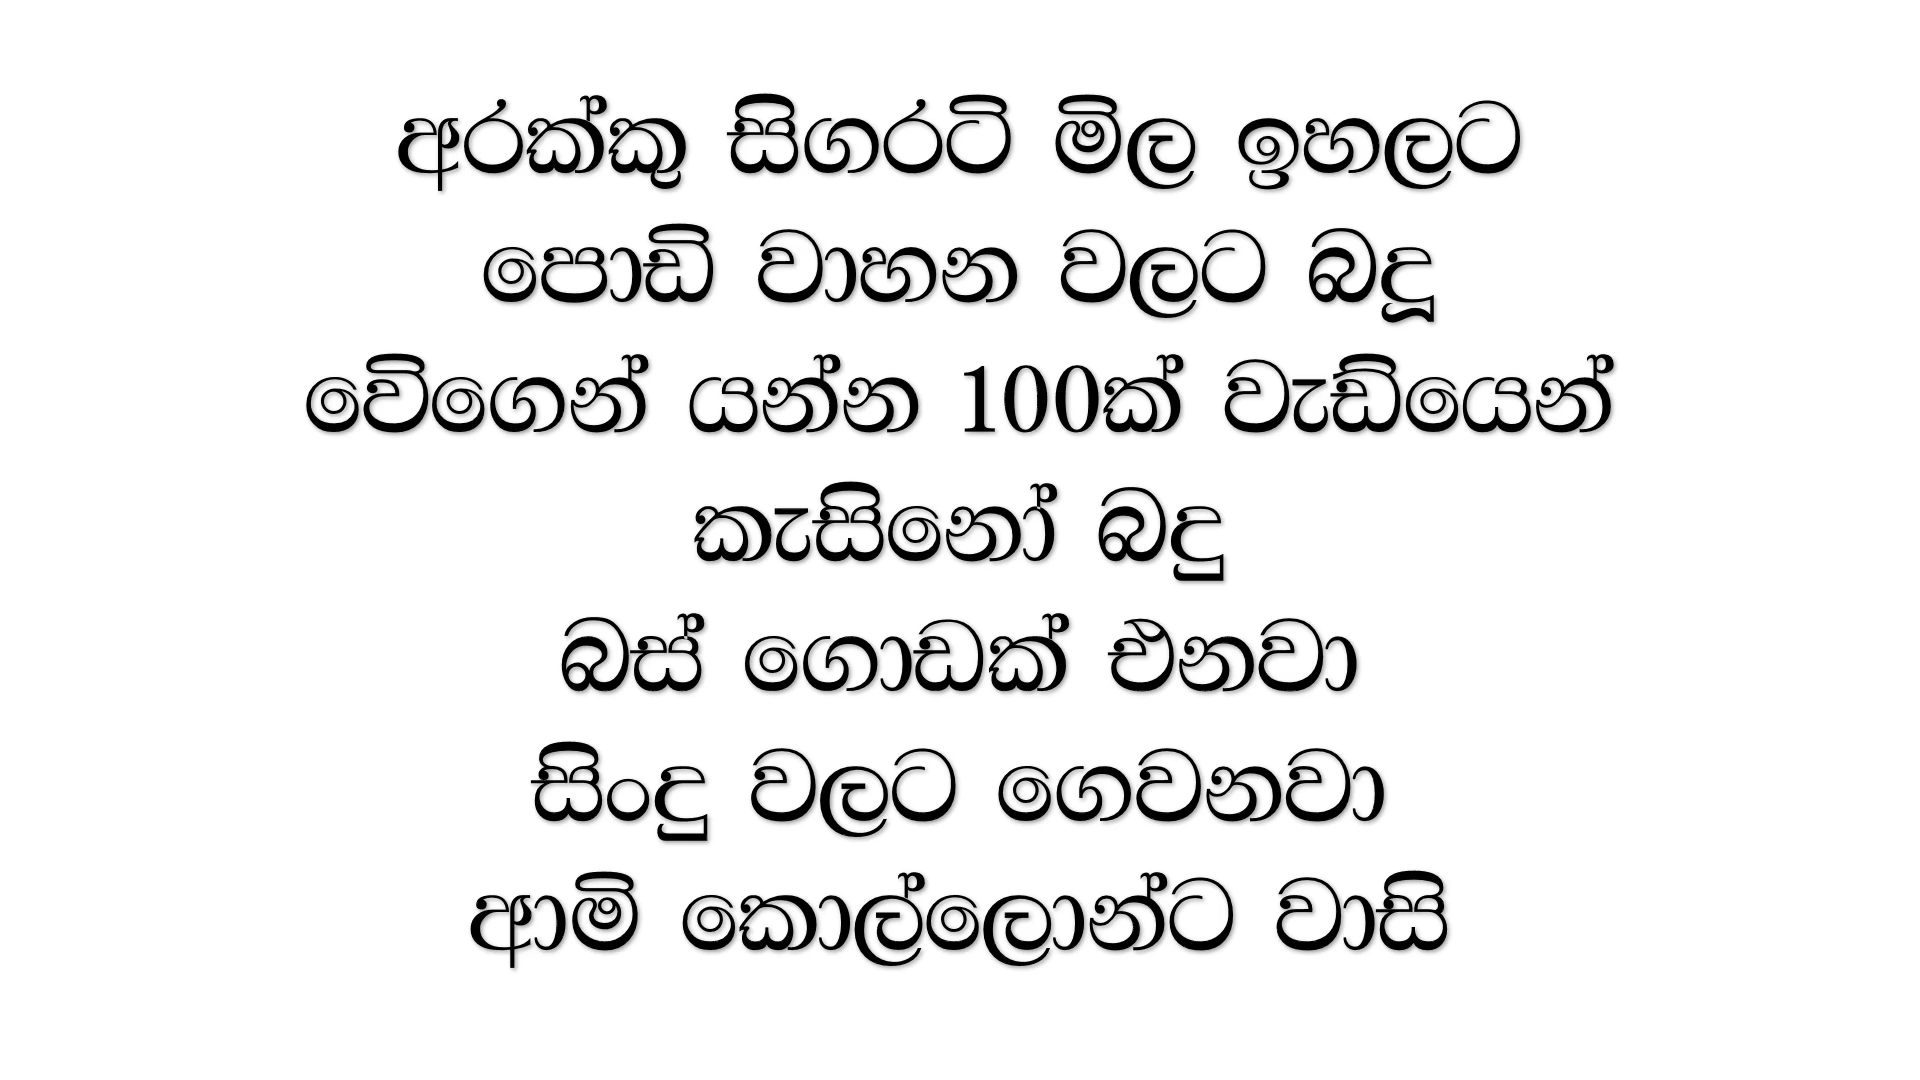 අරක්කු සිගරට් මිල ඉහලට
පොඩි වාහන වලට බදූ
වේගෙන් යන්න 100ක් වැඩියෙන්
කැසිනෝ බදු
බස් ගොඩක් එනවා
සිංදු වලට ගෙවනවා
ආමි කොල්ලොන්ට වාසි